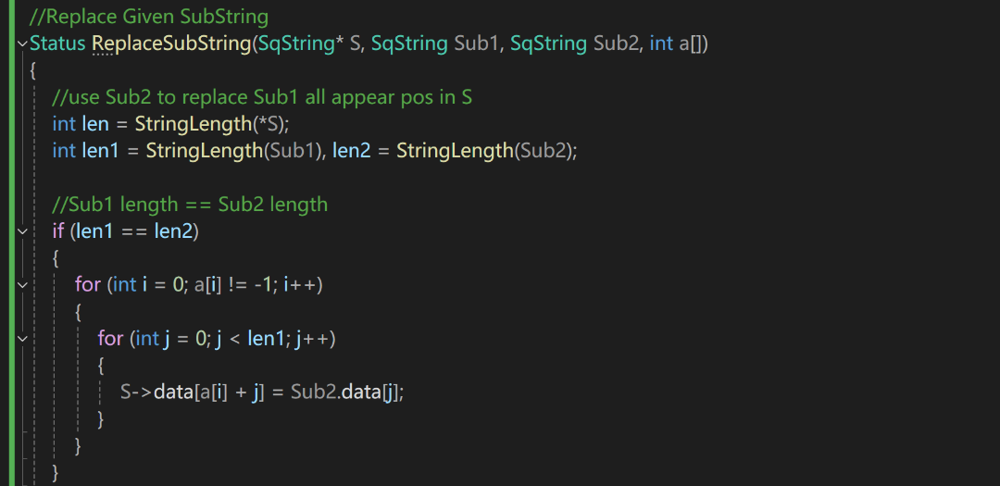 //Replace Given SubString
Status ReplaceSubString(SqString* S, SqString Sub1, SqString Sub2, int a[])
{
//use Sub2 to replace Sub1 all appear pos in S
int len = StringLength(*S);
int len1 = StringLength(Sub1), len2 = StringLength(Sub2);
//Sub1 length == Sub2 length
if (len1 == len2)
{
for (int i = 0; a[i] != -1; i++)
{
for (int j = 0; j < len1; j++)
{
S->data[a[i] + j] = Sub2.data[j];
}
}
}